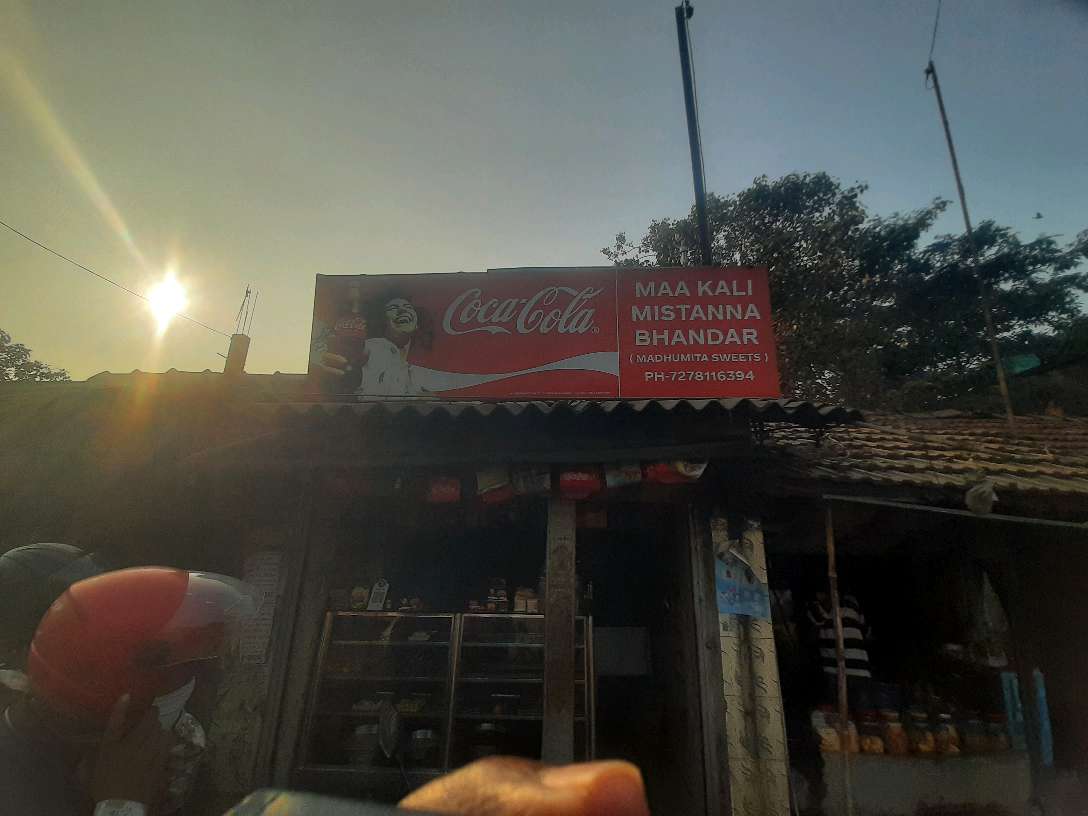 Coca-Cola
MAA KALI
MISTANNA
BHANDAR
( MADHUMITA SWEETS )
PH-7278116394